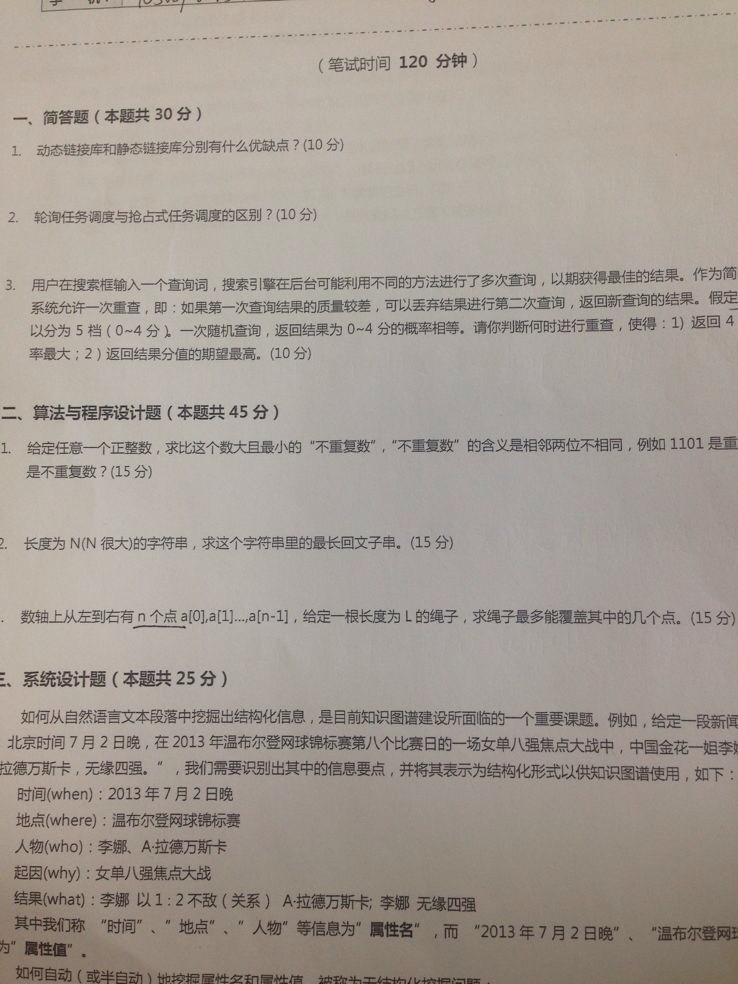 （笔试时间 120 分钟）
一、简答题（本题共 30 分）
1. 动态链接库和静态链接库分别有什么优缺点？(10 分)
2. 轮询任务调度与抢占式任务调度的区别？(10 分)
3. 用户在搜索框输入一个查询词，搜索引擎在后台可能利用不同的方法进行了多次查询，以期获得最佳的结果。作为简
系统允许一次重查，即：如果第一次查询结果的质量较差，可以丢弃结果进行第二次查询，返回新查询的结果。假定
以分为 5 档（0~4 分）。一次随机查询，返回结果为 0~4 分的概率相等。请你判断何时进行重查，使得：1) 返回 4
率最大；2）返回结果分值的期望最高。(10 分)
二、算法与程序设计题（本题共 45 分）
1. 给定任意一个正整数，求比这个数大且最小的“不重复数”，“不重复数”的含义是相邻两位不相同，例如 1101 是重
是不重复数？(15 分)
2. 长度为 N(N 很大)的字符串，求这个字符串里的最长回文子串。(15 分)
. 数轴上从左到右有 n 个点 a[0],a[1]...,a[n-1]，给定一根长度为 L 的绳子，求绳子最多能覆盖其中的几个点。(15 分)
三、系统设计题（本题共 25 分）
如何从自然语言文本段落中挖掘出结构化信息，是目前知识图谱建设所面临的一个重要课题。例如，给定一段新闻
北京时间 7 月 2 日晚，在 2013 年温布尔登网球锦标赛第八个比赛日的一场女单八强焦点大战中，中国金花一姐李娜
拉德万斯卡，无缘四强。“，我们需要识别出其中的信息要点，并将其表示为结构化形式以供知识图谱使用，如下：
时间(when)：2013 年 7 月 2 日晚
地点(where)：温布尔登网球锦标赛
人物(who)：李娜、A·拉德万斯卡
起因(why)：女单八强焦点大战
结果(what)：李娜 以 1：2 不敌（关系） A·拉德万斯卡; 李娜 无缘四强
其中我们称 “时间”、“ 地点”、“ 人物”等信息为”属性名“，而 “2013 年 7 月 2 日晚”、 “温布尔登网球
为”属性值“。
如何自动（或半自动）地挖掘属性名和属性值，被称为无结构化挖掘问题：